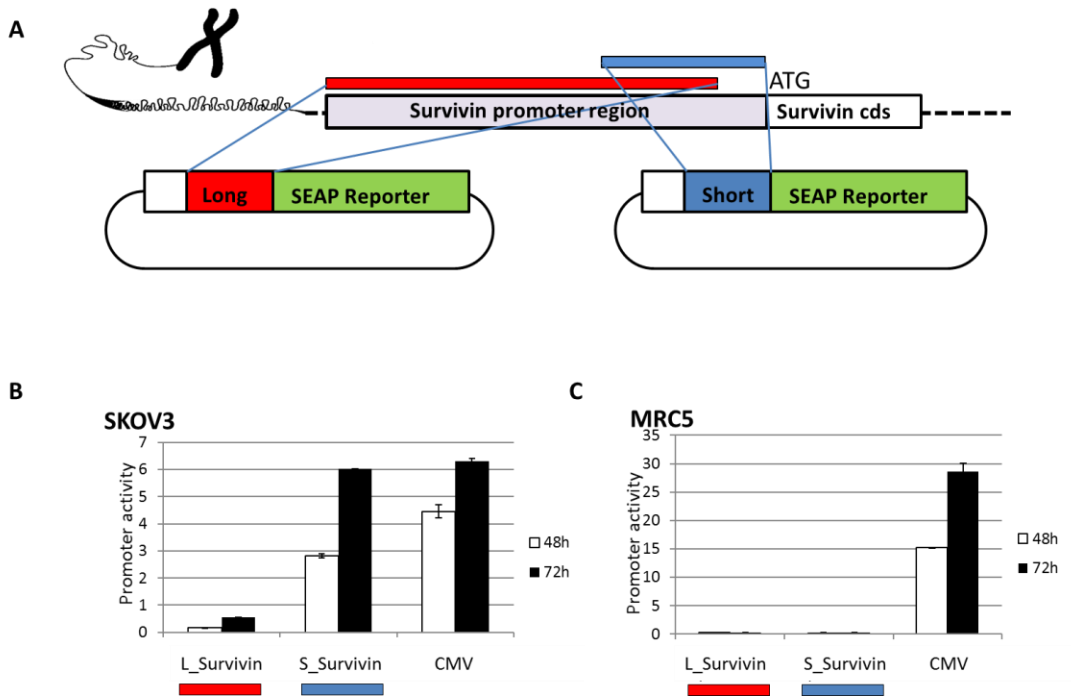 A
ATG
Survivin promoter region
Survivin cds
Long
SEAP Reporter
Short
SEAP Reporter
B
SKOV3
Promoter activity
7
6
5
4
3
2
1
0
L_Survivin
S_Survivin
CMV
48h
72h
C
MRC5
Promoter activity
35
30
25
20
15
10
5
0
L_Survivin
S_Survivin
CMV
48h
72h